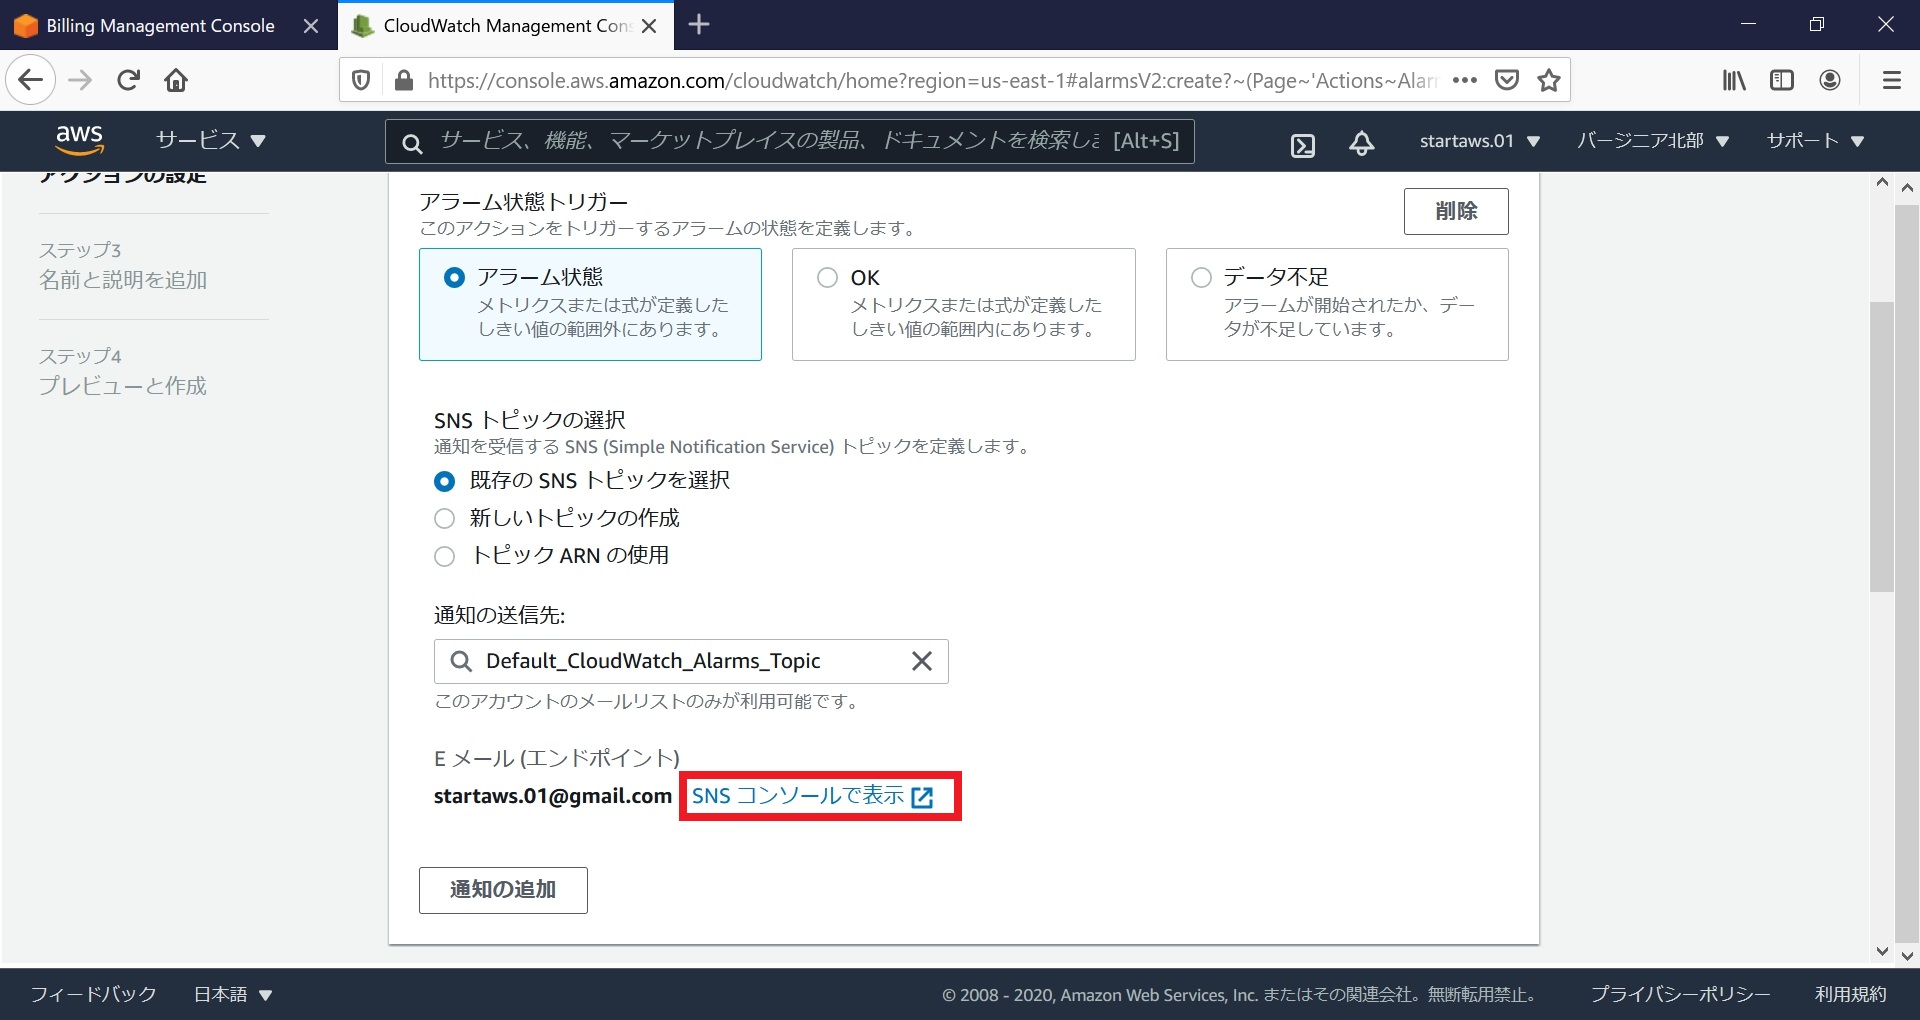 Billing Management Console
CloudWatch Management Con
https://console.aws.amazon.com/cloudwatch/home?region=us-east-1#alarmsV2:create?~(Page~'Actions~Alar
aws
サービス
サービス、機能、マーケットプレイスの製品、ドキュメントを検索しま [Alt+S]
startaws.01
バージニア北部
サポート
アクションの設定
ステップ3
名前と説明を追加
ステップ4
プレビューと作成
アラーム状態トリガー
このアクションをトリガーするアラームの状態を定義します。
削除
アラーム状態
メトリクスまたは式が定義した
しきい値の範囲外にあります。
OK
メトリクスまたは式が定義した
しきい値の範囲内にあります。
データ不足
アラームが開始されたか、デー
タが不足しています。
SNS トピックの選択
通知を受信する SNS (Simple Notification Service) トピックを定義します。
既存の SNS トピックを選択
新しいトピックの作成
トピック ARN の使用
通知の送信先:
Default_CloudWatch_Alarms_Topic
このアカウントのメールリストのみが利用可能です。
E メール (エンドポイント)
startaws.01@gmail.com SNS コンソールで表示
通知の追加
フィードバック
日本語
© 2008 - 2020, Amazon Web Services, Inc. またはその関連会社。無断転用禁止。
プライバシーポリシー
利用規約